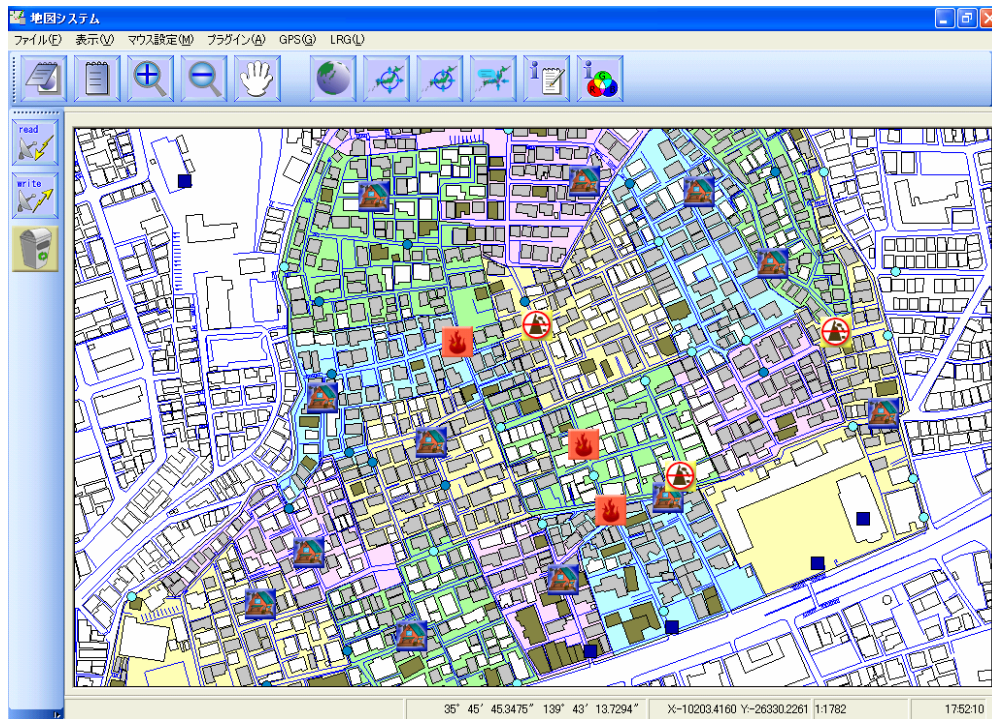 地図システム
ファイル(F) 表示(V) マウス設定(M) プラグイン(A) GPS(G) LRG(L)
i
i
R G B
read
write
35° 45′ 45.3475″ 139° 43′ 13.7294″ X:-10203.4160 Y:-26330.2261 1:1782 17:52:10